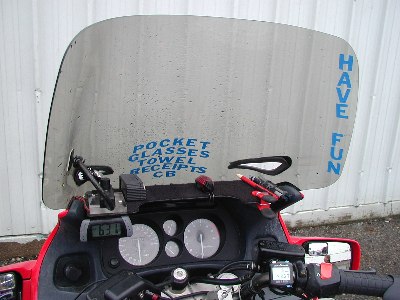 POCKET
GLASSES
TOWEL
RECEIPTS
CB
HAVE FUN